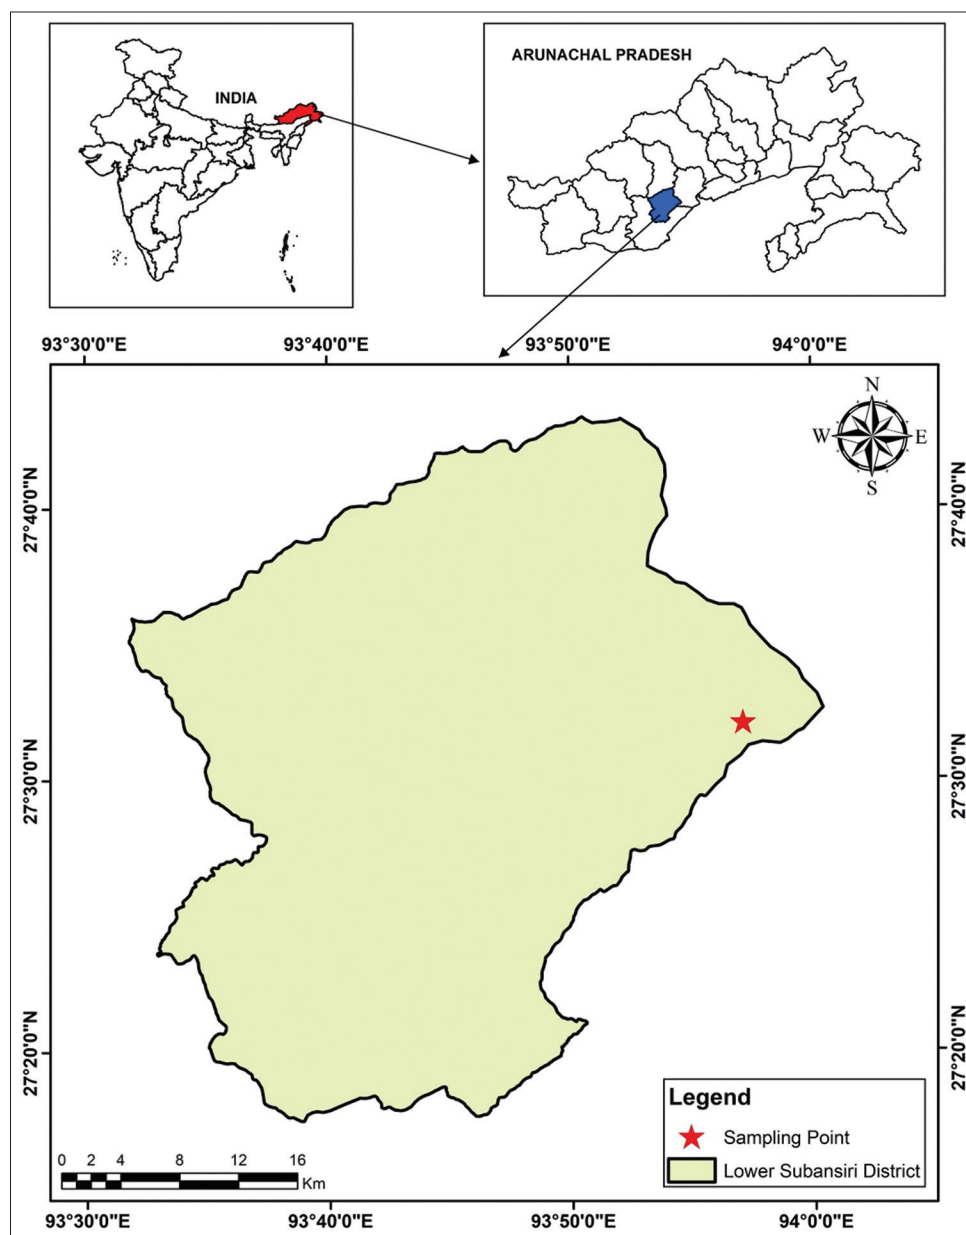 INDIA
ARUNACHAL PRADESH
93°30'0"E 93°40'0"E 93°50'0"E 94°0'0"E
N
W E
S
27°40'0"N 27°40'0"N
27°30'0"N 27°30'0"N
27°20'0"N 27°20'0"N
Legend
Sampling Point
Lower Subansiri District
0 2 4 8 12 16
Km
93°30'0"E 93°40'0"E 93°50'0"E 94°0'0"E